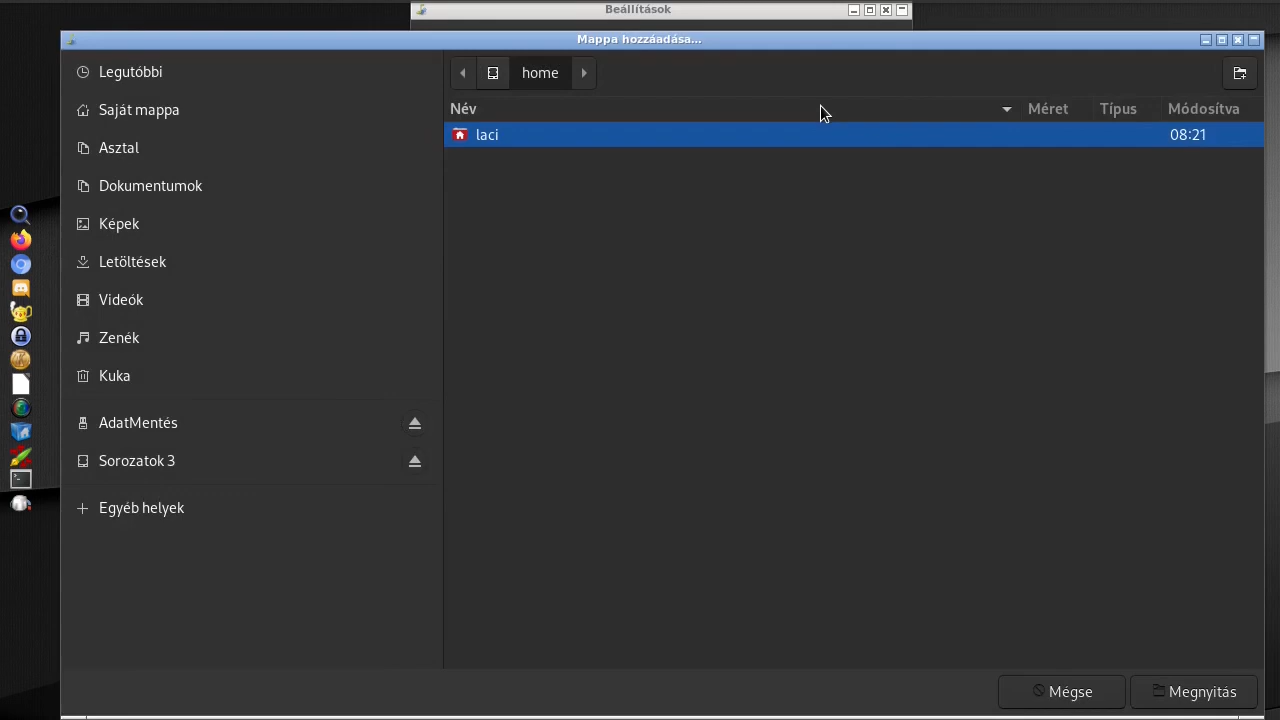 Beállítások
Mappa hozzáadása...
Legutóbbi
Saját mappa
Asztal
Dokumentumok
Képek
Letöltések
Videók
Zenék
Kuka
AdatMentés
Sorozatok 3
Egyéb helyek
home
Név Méret Típus Módosítva
laci 08:21
Mégse Megnyitás